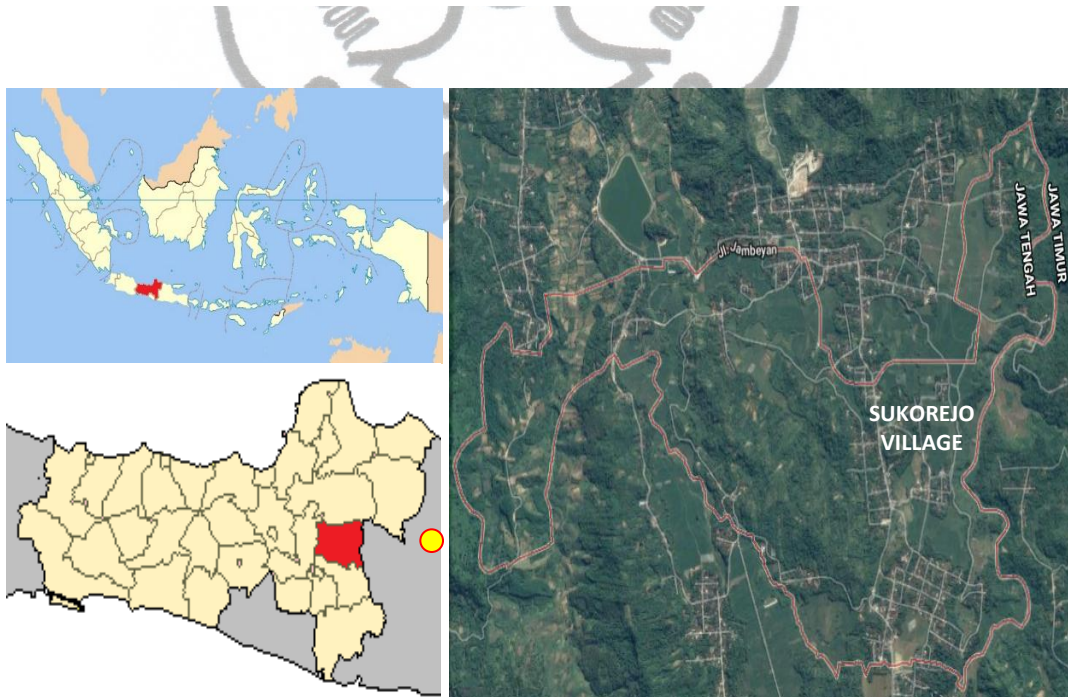 Jl. Jambeyan
JAWA TIMUR
JAWA TENGAH
SUKOREJO
VILLAGE